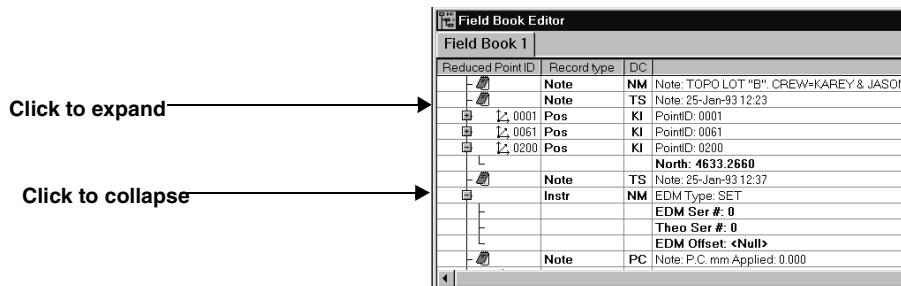 Field Book Editor
Field Book 1
Reduced Point ID Record type DC
Note NM Note: TOPO LOT "B". CREW=KAREY & JASON
Click to expand
Note TS Note: 25-Jan-93 12:23
0001 Pos KI PointID: 0001
0061 Pos KI PointID: 0061
0200 Pos KI PointID: 0200
North: 4633.2660
Note TS Note: 25-Jan-93 12:37
Click to collapse
Instr NM EDM Type: SET
EDM Ser #: 0
Theo Ser #: 0
EDM Offset: <Null>
Note PC Note: P.C. mm Applied: 0.000